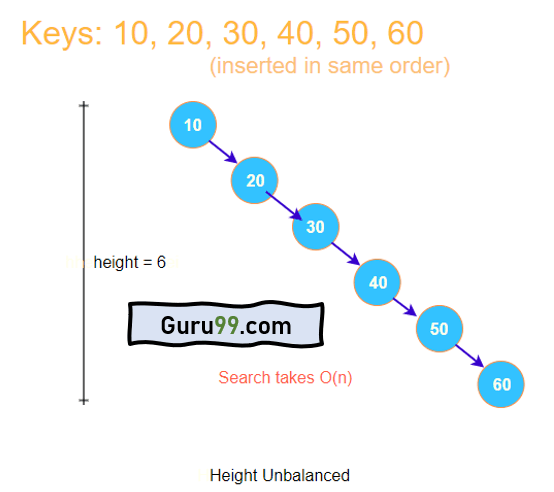 Keys: 10, 20, 30, 40, 50, 60
(inserted in same order)
10
20
30
height = 6
40
Guru99.com
50
Search takes O(n)
60
Height Unbalanced